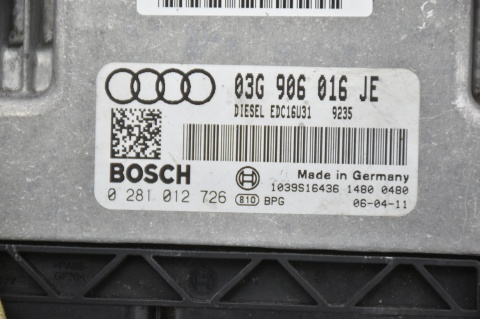 03G 906 016 JE
DIESEL EDC16U31 9235
BOSCH
Made in Germany
1039S16436 1480 0480
0 281 012 726
810 BPG
06-04-11